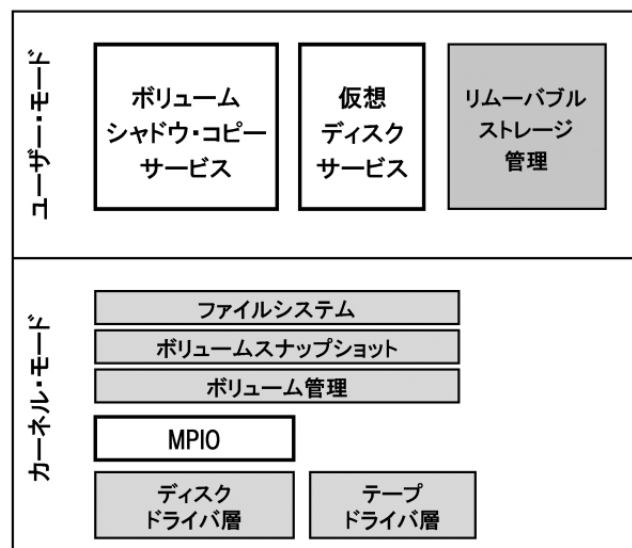 ユーザー・モード
ボリューム
シャドウ・コピー
サービス
仮想
ディスク
サービス
リムーバブル
ストレージ
管理
カーネル・モード
ファイルシステム
ボリュームスナップショット
ボリューム管理
MPIO
ディスク
ドライバ層
テープ
ドライバ層